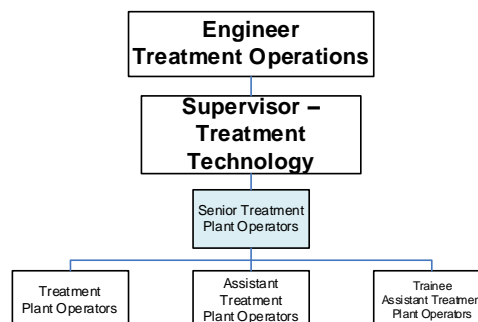 Engineer
Treatment Operations
Supervisor –
Treatment
Technology
Senior Treatment
Plant Operators
Treatment
Plant Operators
Assistant
Treatment
Plant Operators
Trainee
Assistant Treatment
Plant Operators